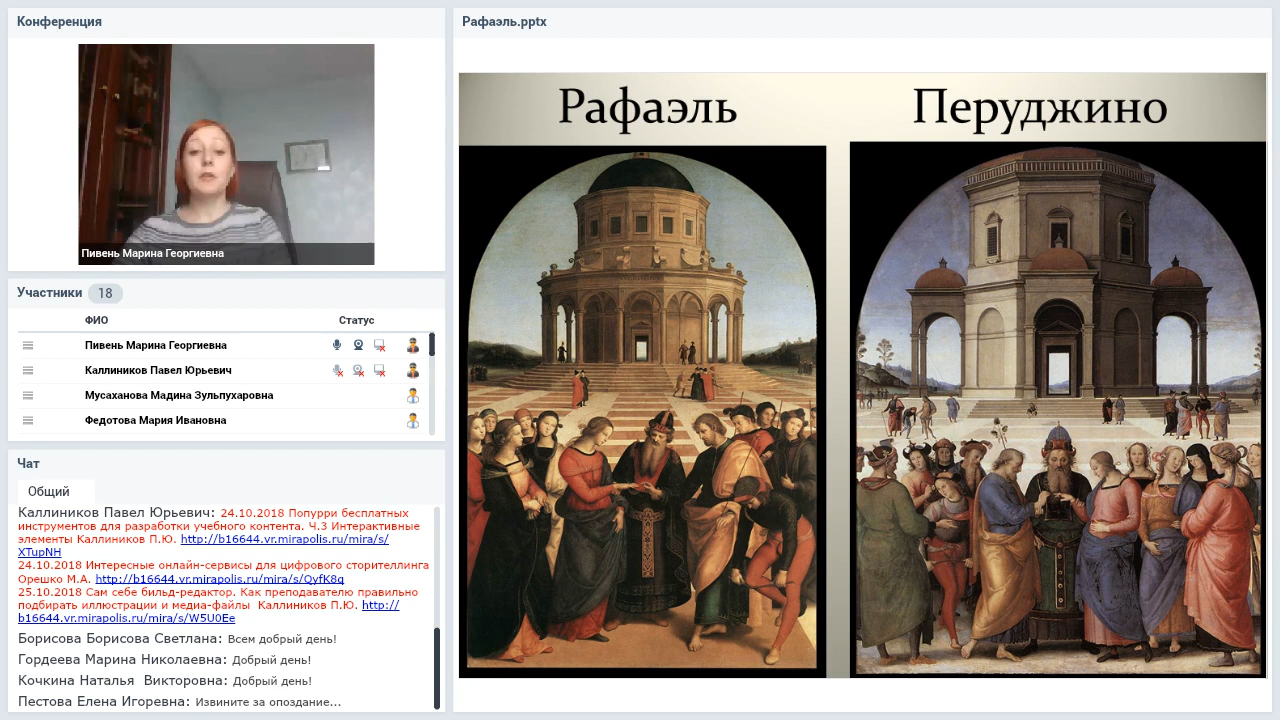 Конференция
Пивень Марина Георгиевна
Участники 18
ФИО Статус
Пивень Марина Георгиевна
Каллиников Павел Юрьевич
Мусаханова Мадина Зульпухаровна
Федотова Мария Ивановна
Чат
Общий
Каллиников Павел Юрьевич: 24.10.2018 Попурри бесплатных
инструментов для разработки учебного контента. Ч.3 Интерактивные
элементы Каллиников П.Ю. http://b16644.vr.mirapolis.ru/mira/s/
XTupNH
24.10.2018 Интересные онлайн-сервисы для цифрового сторителлинга
Орешко М.А. http://b16644.vr.mirapolis.ru/mira/s/QyfK8q
25.10.2018 Сам себе бильд-редактор. Как преподавателю правильно
подбирать иллюстрации и медиа-файлы Каллиников П.Ю. http://
b16644.vr.mirapolis.ru/mira/s/W5U0Ee
Борисова Борисова Светлана: Всем добрый день!
Гордеева Марина Николаевна: Добрый день!
Кочкина Наталья Викторовна: Добрый день!
Пестова Елена Игоревна: Извините за опоздание...
Рафаэль.pptx
Рафаэль
Перуджино